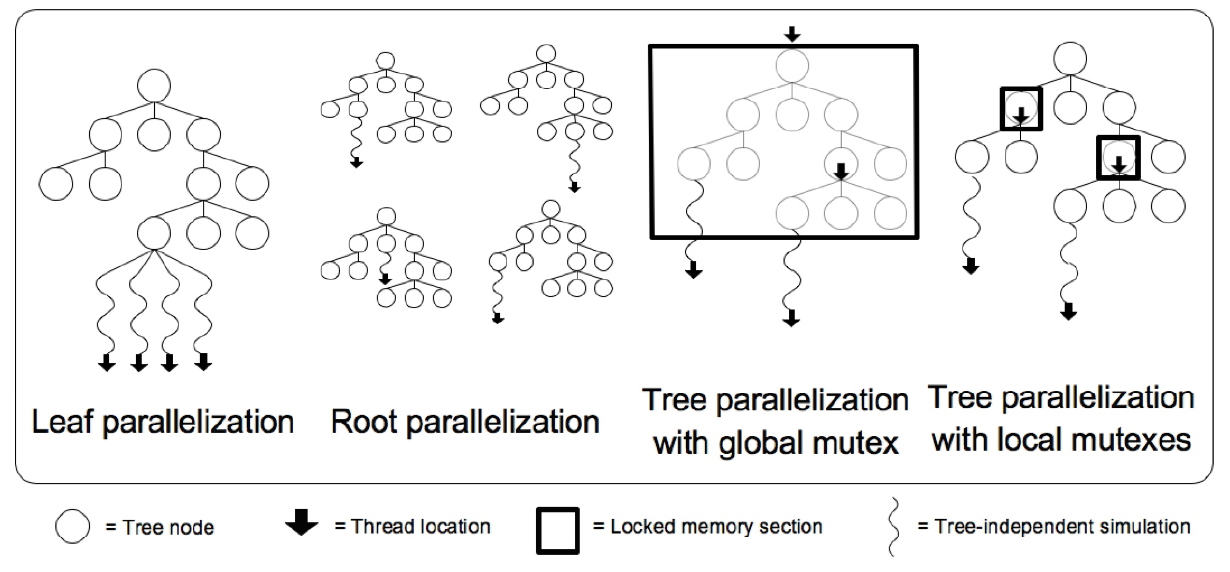 Leaf parallelization
Root parallelization
Tree parallelization
with global mutex
Tree parallelization
with local mutexes
= Tree node
= Thread location
= Locked memory section
= Tree-independent simulation